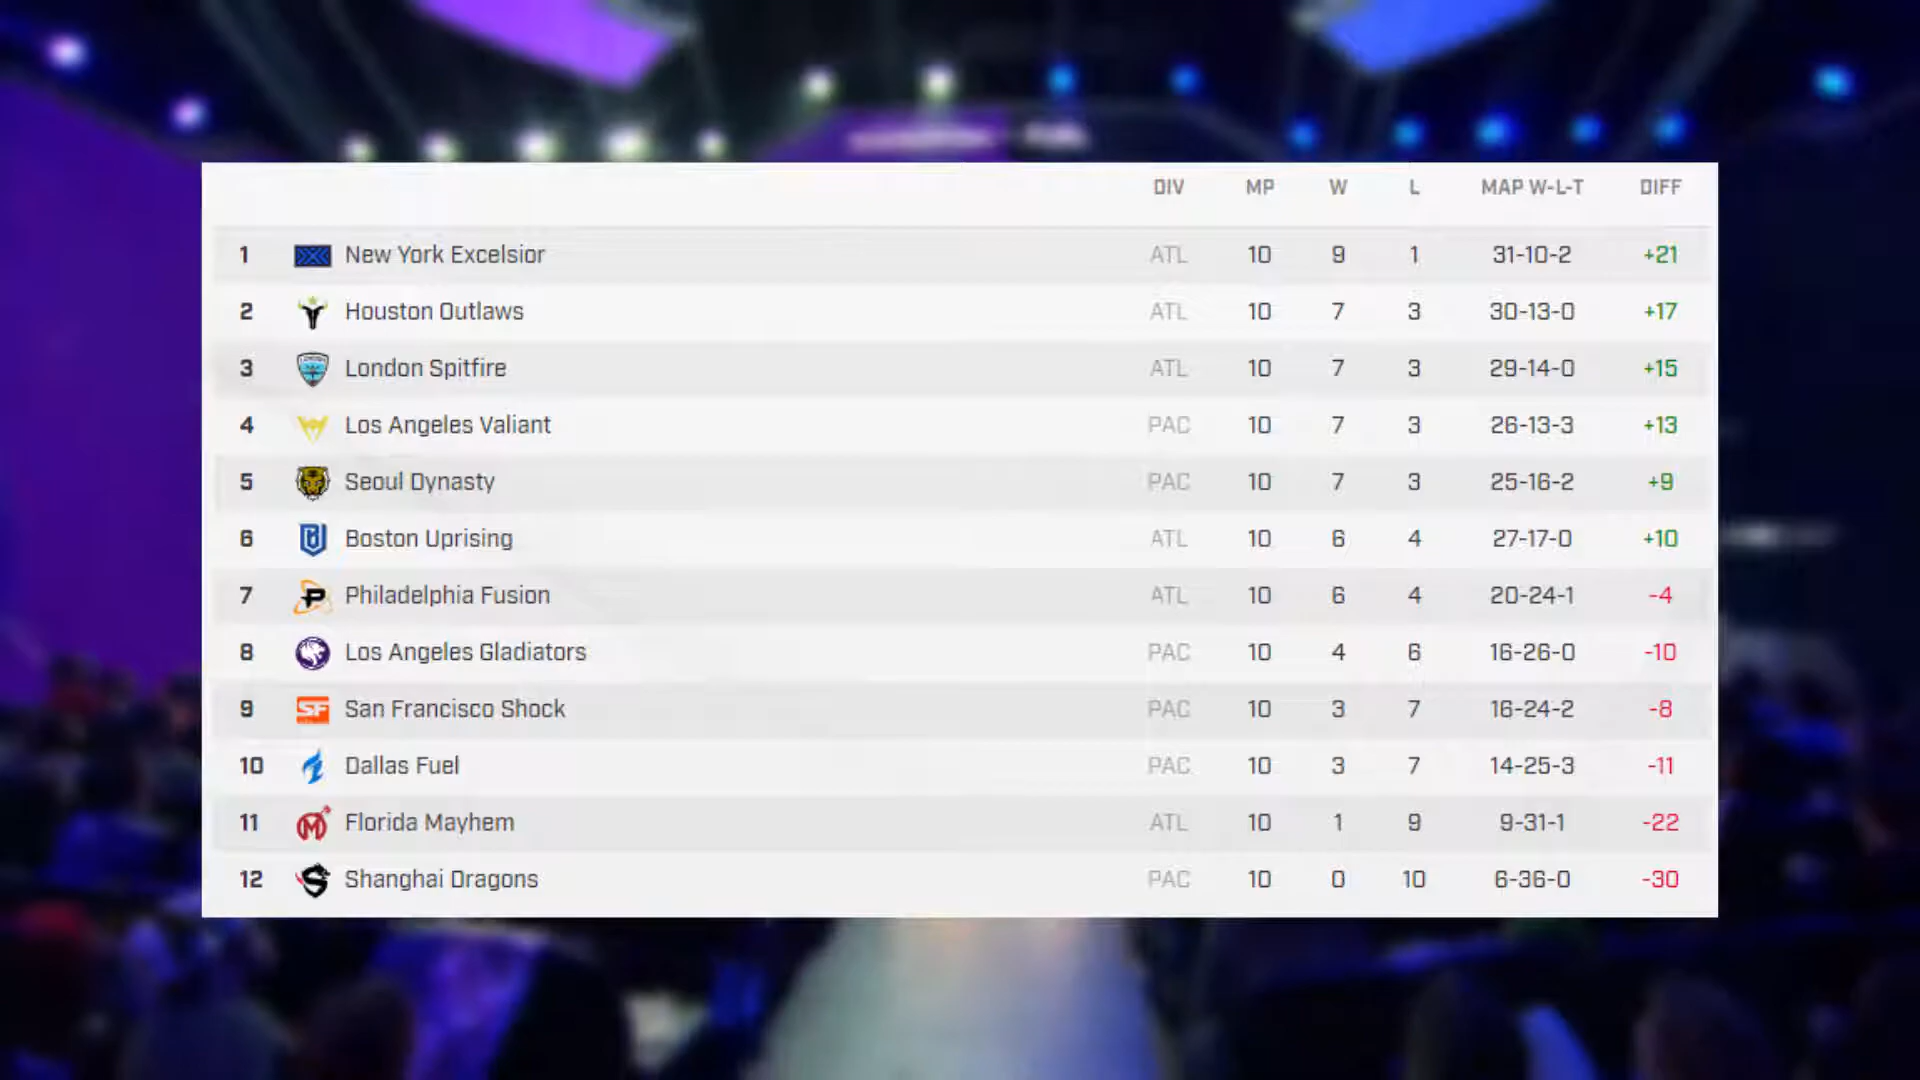 DIV MP W L MAP W-L-T DIFF
1 New York Excelsior ATL 10 9 1 31-10-2 +21
2 Houston Outlaws ATL 10 7 3 30-13-0 +17
3 London Spitfire ATL 10 7 3 29-14-0 +15
4 Los Angeles Valiant PAC 10 7 3 26-13-3 +13
5 Seoul Dynasty PAC 10 7 3 25-16-2 +9
6 Boston Uprising ATL 10 6 4 27-17-0 +10
7 Philadelphia Fusion ATL 10 6 4 20-24-1 -4
8 Los Angeles Gladiators PAC 10 4 6 16-26-0 -10
9 SF San Francisco Shock PAC 10 3 7 16-24-2 -8
10 Dallas Fuel PAC 10 3 7 14-25-3 -11
11 Florida Mayhem ATL 10 1 9 9-31-1 -22
12 Shanghai Dragons PAC 10 0 10 6-36-0 -30